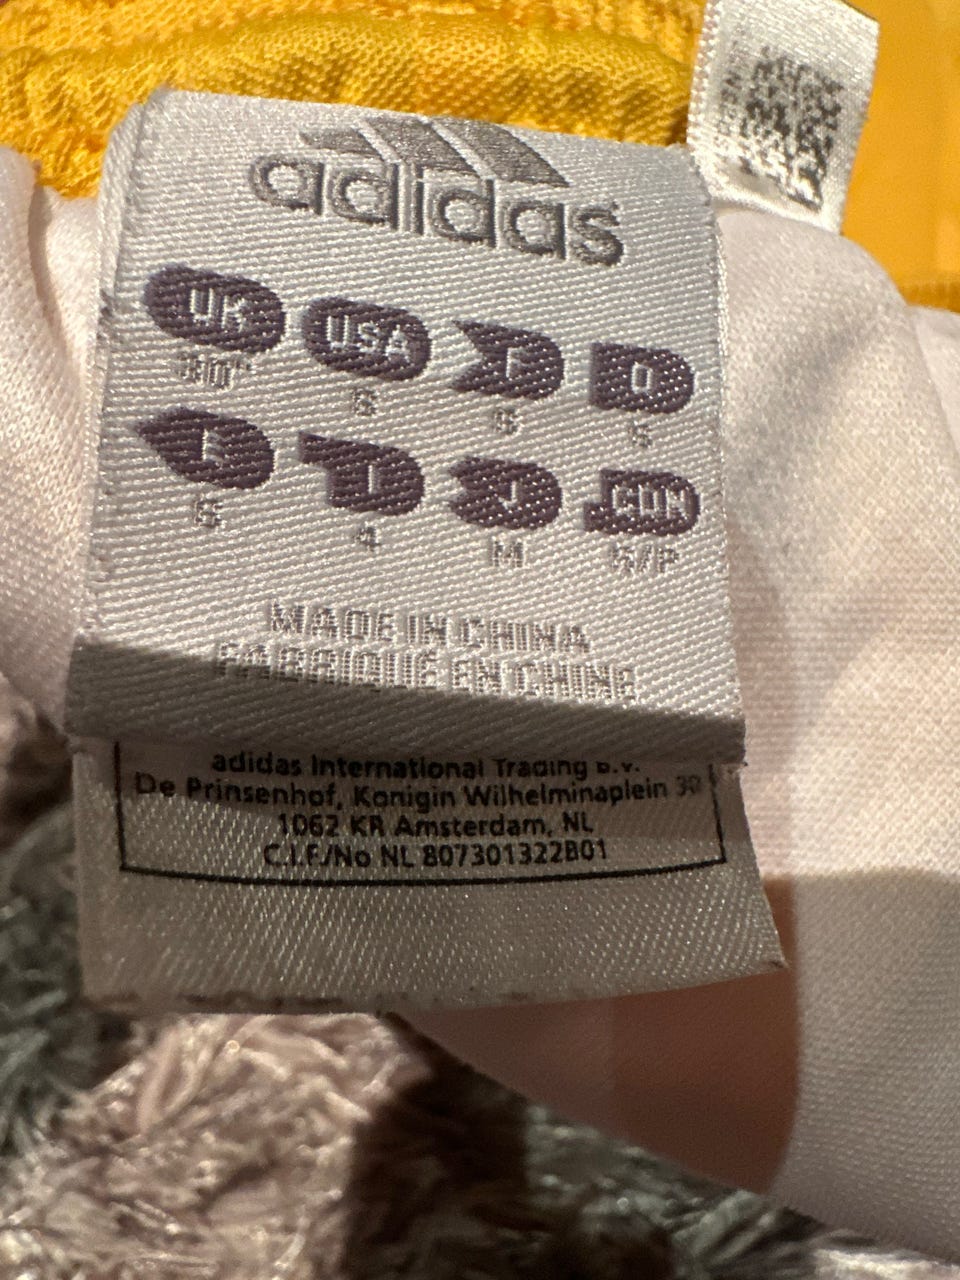 adidas
UK USA F D
30" S S S
E I J CDN
S 4 M S/P
MADE IN CHINA
FABRIQUÉ EN CHINE
adidas International Trading B.V.
De Prinsenhof, Konigin Wilhelminaplein 30
1062 KR Amsterdam, NL
C.I.F./No NL 807301322B01